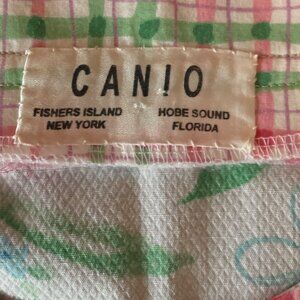 CANIO
FISHERS ISLAND HOBE SOUND
NEW YORK FLORIDA